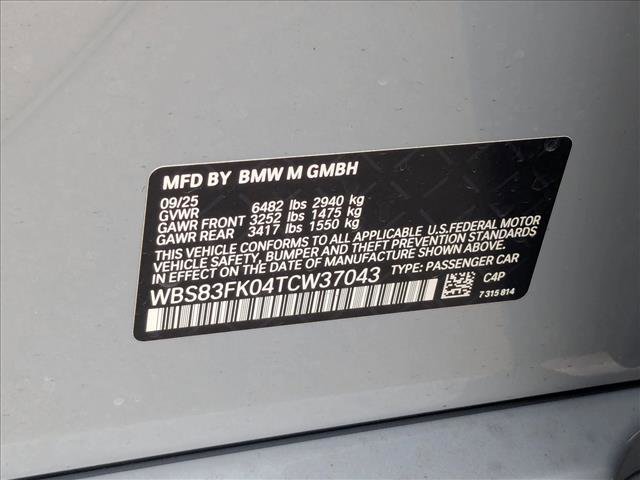 MFD BY BMW M GMBH
09/25
GVWR 6482 lbs 2940 kg
GAWR FRONT 3252 lbs 1475 kg
GAWR REAR 3417 lbs 1550 kg
THIS VEHICLE CONFORMS TO ALL APPLICABLE U.S.FEDERAL MOTOR
VEHICLE SAFETY, BUMPER, AND THEFT PREVENTION STANDARDS
IN EFFECT ON THE DATE OF MANUFACTURE SHOWN ABOVE.
WBS83FK04TCW37043 TYPE: PASSENGER CAR
C4P
7 315 814